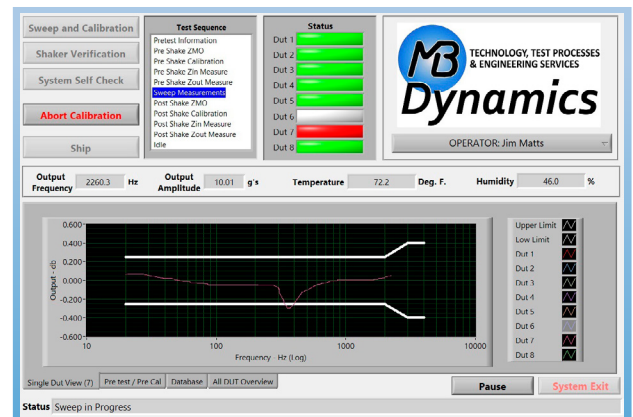 Sweep and Calibration
Shaker Verification
System Self Check
Abort Calibration
Ship
Test Sequence
Pretest Information
Pre Shake ZMO
Pre Shake Calibration
Pre Shake Zin Measure
Pre Shake Zout Measure
Sweep Measurements
Post Shake ZMO
Post Shake Calibration
Post Shake Zin Measure
Post Shake Zout Measure
Idle
Status
Dut 1
Dut 2
Dut 3
Dut 4
Dut 5
Dut 6
Dut 7
Dut 8
MB
TECHNOLOGY, TEST PROCESSES
& ENGINEERING SERVICES
Dynamics
OPERATOR: Jim Matts
Output Frequency 2260.3 Hz
Output Amplitude 10.01 g's
Temperature 72.2 Deg. F.
Humidity 46.0 %
Output - db
0.600
0.400
0.200
0.000
-0.200
-0.400
-0.600
10 100 1000 10000
Frequency - Hz (Log)
Upper Limit
Low Limit
Dut 1
Dut 2
Dut 3
Dut 4
Dut 5
Dut 6
Dut 7
Dut 8
Single Dut View (7) Pre test / Pre Cal Database All DUT Overview
Pause System Exit
Status Sweep in Progress